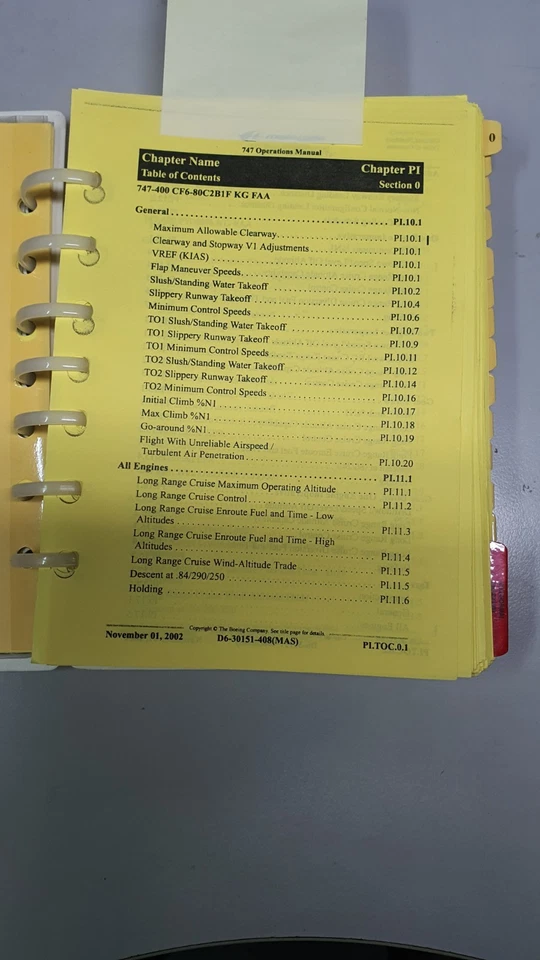 747 Operations Manual
Chapter Name Chapter PI
Table of Contents Section 0
747-400 CF6-80C2B1F KG FAA
General PI.10.1
Maximum Allowable Clearway PI.10.1
Clearway and Stopway V1 Adjustments PI.10.1
VREF (KIAS) PI.10.1
Flap Maneuver Speeds PI.10.1
Slush/Standing Water Takeoff PI.10.2
Slippery Runway Takeoff PI.10.4
Minimum Control Speeds PI.10.6
TO1 Slush/Standing Water Takeoff PI.10.7
TO1 Slippery Runway Takeoff PI.10.9
TO1 Minimum Control Speeds PI.10.11
TO2 Slush/Standing Water Takeoff PI.10.12
TO2 Slippery Runway Takeoff PI.10.14
TO2 Minimum Control Speeds PI.10.16
Initial Climb %N1 PI.10.17
Max Climb %N1 PI.10.18
Go-around %N1 PI.10.19
Flight With Unreliable Airspeed /
Turbulent Air Penetration PI.10.20
All Engines PI.11.1
Long Range Cruise Maximum Operating Altitude PI.11.1
Long Range Cruise Control PI.11.2
Long Range Cruise Enroute Fuel and Time - Low
Altitudes PI.11.3
Long Range Cruise Enroute Fuel and Time - High
Altitudes PI.11.4
Long Range Cruise Wind-Altitude Trade PI.11.5
Descent at .84/290/250 PI.11.5
Holding PI.11.6
Copyright © The Boeing Company. See title page for details.
November 01, 2002 D6-30151-408(MAS) PI.TOC.0.1
0